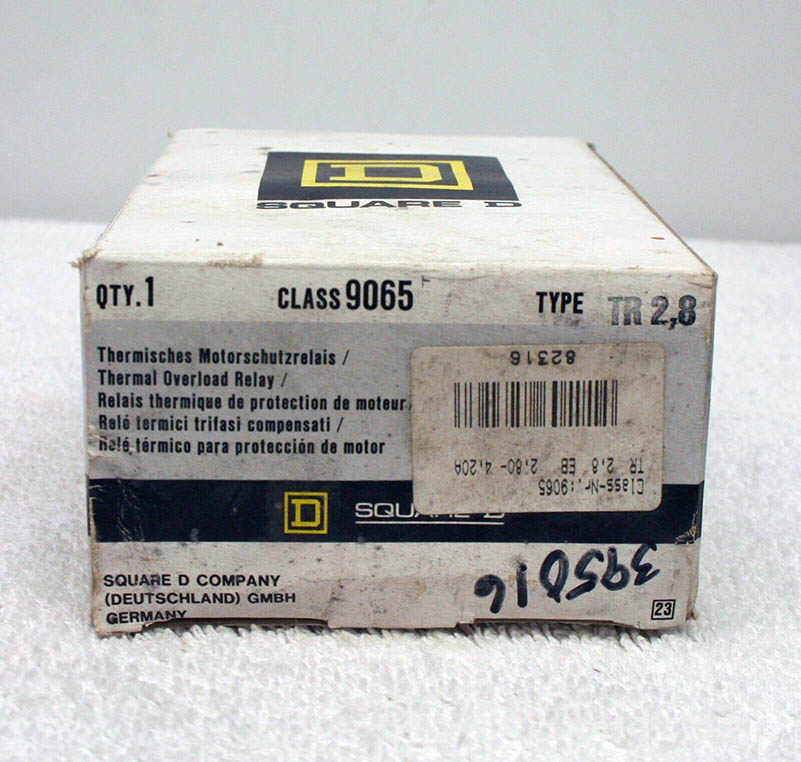 SQUARE D
QTY.1 CLASS 9065 TYPE TR 2,8
Thermisches Motorschutzrelais /
Thermal Overload Relay /
Relais thermique de protection de moteur/
Relé termici trifasi compensati /
Relé térmico para protección de motor
Class-Nr.:9065
TR 2,8 EB 2,80- 4,20A
82316
D SQUARE D
395016
SQUARE D COMPANY
(DEUTSCHLAND) GMBH
GERMANY
23